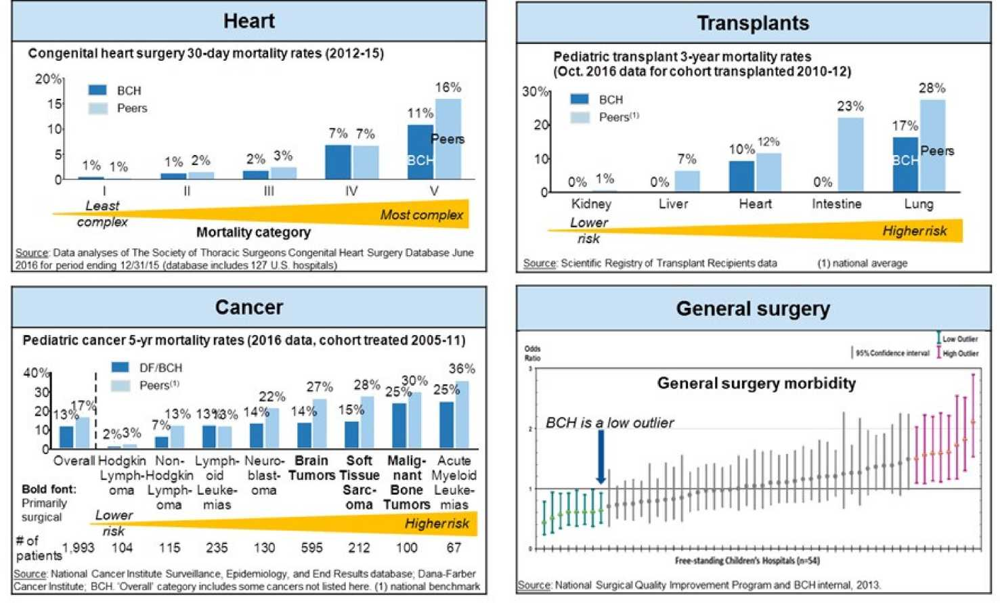 Heart
Congenital heart surgery 30-day mortality rates (2012-15)
20%
15
10
5
0
BCH
Peers
1%
1%
1%
2%
2%
3%
7%
7%
11%
16%
BCH
Peers
I
II
III
IV
V
Least
complex
Most complex
Mortality category
Source: Data analyses of The Society of Thoracic Surgeons Congenital Heart Surgery Database June
2016 for period ending 12/31/15 (database includes 127 U.S. hospitals)
Transplants
Pediatric transplant 3-year mortality rates
(Oct. 2016 data for cohort transplanted 2010-12)
30%
20
10
0
BCH
Peers(1)
0%
1%
0%
7%
10%
12%
0%
23%
17%
28%
BCH
Peers
Kidney
Liver
Heart
Intestine
Lung
Lower
risk
Higher risk
Source: Scientific Registry of Transplant Recipients data
(1) national average
Cancer
Pediatric cancer 5-yr mortality rates (2016 data, cohort treated 2005-11)
40%
30
20
10
0
DF/BCH
Peers(1)
13%
17%
2%
3%
7%
13%
13%
13%
14%
22%
14%
27%
15%
28%
25%
30%
25%
36%
Overall
Hodgkin
Lymph-
oma
Non-
Hodgkin
Lymph-
oma
Lymph-
oid
Leuke-
mias
Neuro-
blast-
oma
Brain
Tumors
Soft
Tissue
Sarc-
oma
Malig-
nant
Bone
Tumors
Acute
Myeloid
Leuke-
mias
Bold font:
Primarily
surgical
Lower
risk
Higher risk
# of
patients
1,993
104
115
235
130
595
212
100
67
Source: National Cancer Institute Surveillance, Epidemiology, and End Results database; Dana-Farber
Cancer Institute; BCH. 'Overall' category includes some cancers not listed here. (1) national benchmark
General surgery
Odds
Ratio
95% Confidence interval
Low Outlier
High Outlier
General surgery morbidity
BCH is a low outlier
3
2
1
0
Free-standing Children's Hospitals (n=54)
Source: National Surgical Quality Improvement Program and BCH internal, 2013.